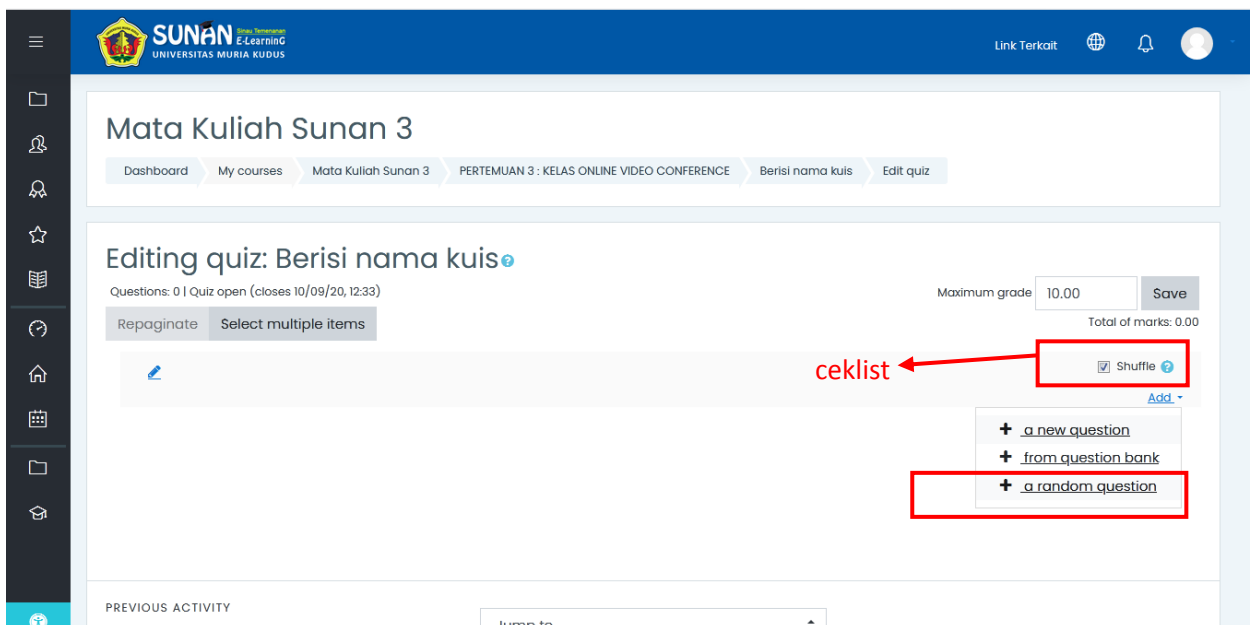 SUNAN Sinau Temenanan E-LearninG
UNIVERSITAS MURIA KUDUS
Link Terkait
Mata Kuliah Sunan 3
Dashboard My courses Mata Kuliah Sunan 3 PERTEMUAN 3 : KELAS ONLINE VIDEO CONFERENCE Berisi nama kuis Edit quiz
Editing quiz: Berisi nama kuis
Questions: 0 | Quiz open (closes 10/09/20, 12:33)
Maximum grade 10.00 Save
Repaginate Select multiple items
Total of marks: 0.00
ceklist
Shuffle
Add
a new question
from question bank
a random question
PREVIOUS ACTIVITY
Jump to